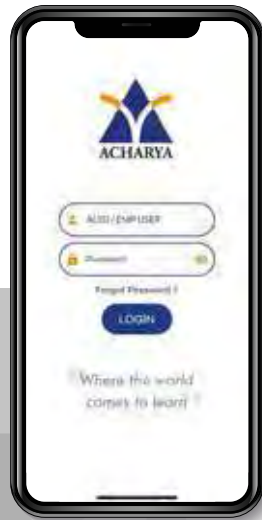 ACHARYA
AUID / EMP USER
Password
Forgot Password ?
LOGIN
"Where the world
comes to learn"